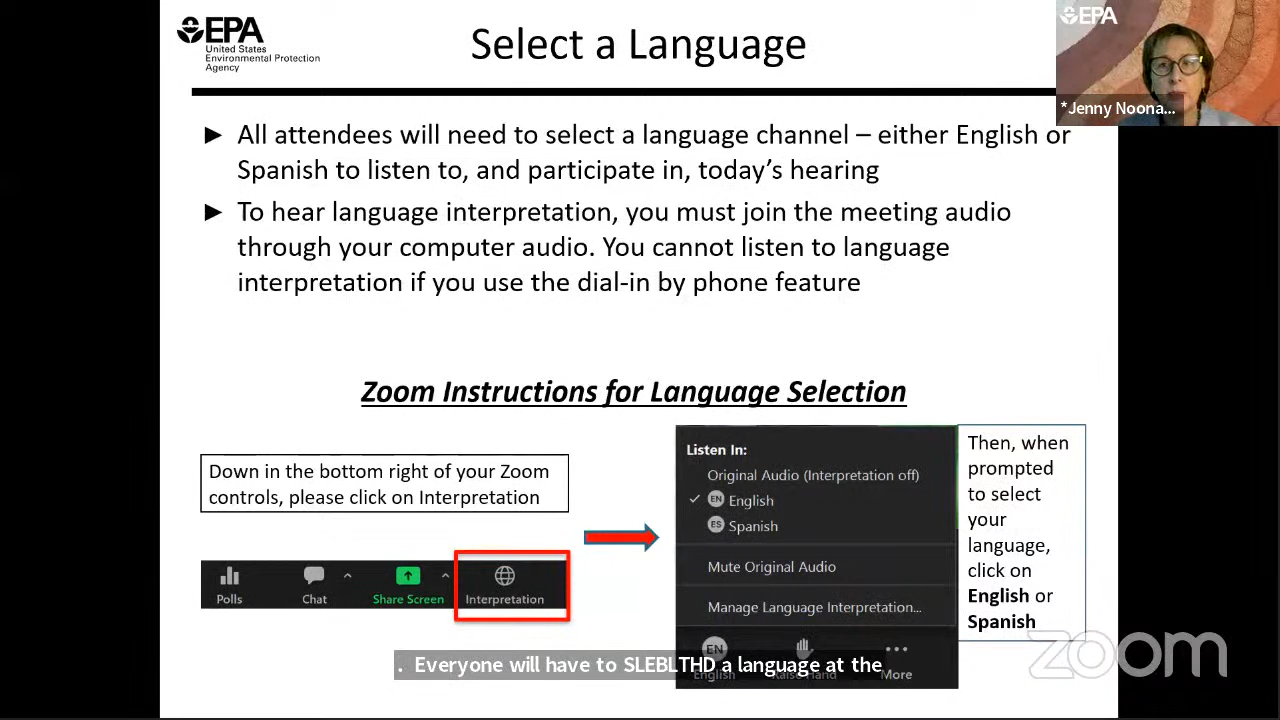 EPA
United States
Environmental Protection
Agency
Select a Language
EPA
*Jenny Noona...
► All attendees will need to select a language channel – either English or
Spanish to listen to, and participate in, today's hearing
► To hear language interpretation, you must join the meeting audio
through your computer audio. You cannot listen to language
interpretation if you use the dial-in by phone feature
Zoom Instructions for Language Selection
Down in the bottom right of your Zoom
controls, please click on Interpretation
Polls
Chat
Share Screen
Interpretation
Listen In:
Original Audio (Interpretation off)
EN English
ES Spanish
Mute Original Audio
Manage Language Interpretation...
EN
English
Raise Hand
More
Then, when
prompted
to select
your
language,
click on
English or
Spanish
. Everyone will have to SLEBLTHD a language at the
zoom